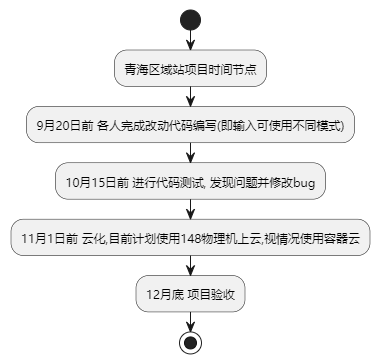 青海区域站项目时间节点
9月20日前 各人完成改动代码编写(即输入可使用不同模式)
10月15日前 进行代码测试, 发现问题并修改bug
11月1日前 云化,目前计划使用148物理机上云,视情况使用容器云
12月底 项目验收